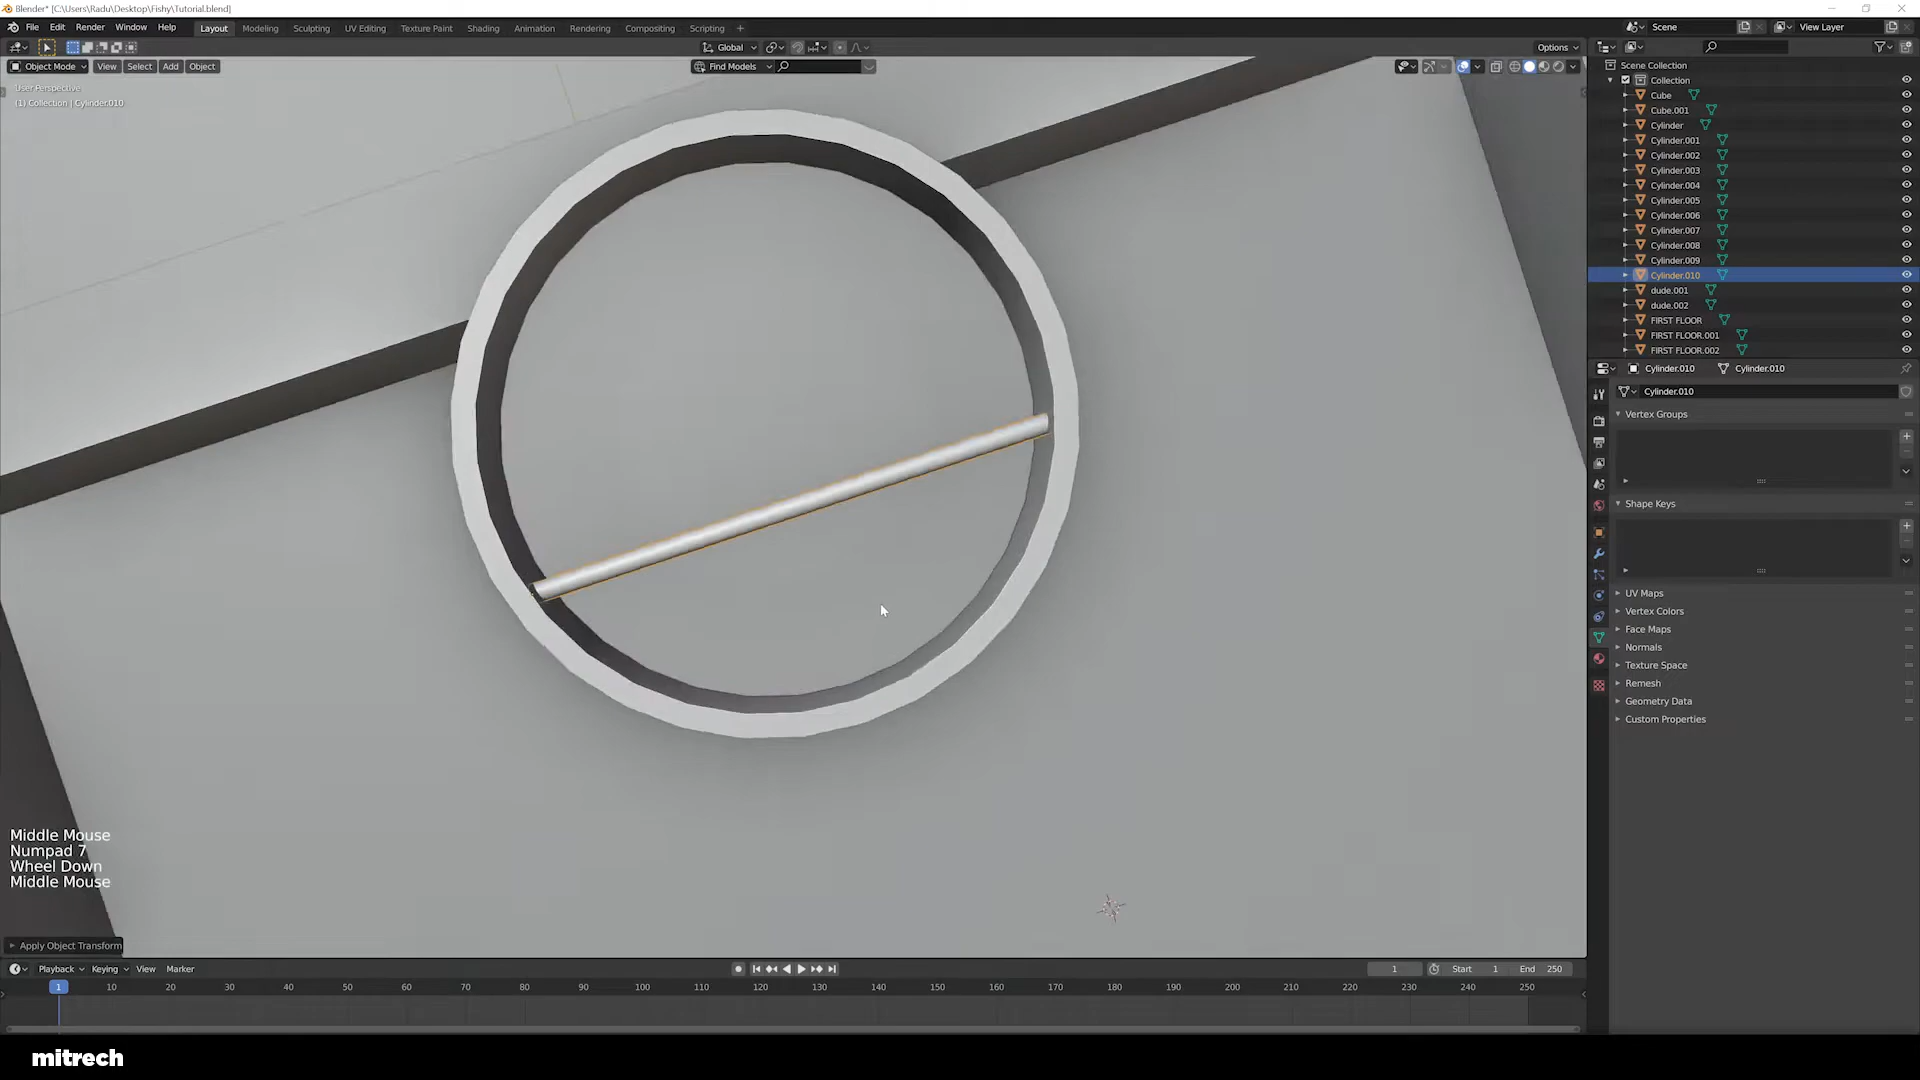 Blender* [C:\Users\Radu\Desktop\Fishy\Tutorial.blend]
File Edit Render Window Help Layout Modeling Sculpting UV Editing Texture Paint Shading Animation Rendering Compositing Scripting + Scene View Layer
Global Options
Object Mode View Select Add Object Find Models
User Perspective
(1) Collection | Cylinder.010
Scene Collection
Collection
Cube
Cube.001
Cylinder
Cylinder.001
Cylinder.002
Cylinder.003
Cylinder.004
Cylinder.005
Cylinder.006
Cylinder.007
Cylinder.008
Cylinder.009
Cylinder.010
dude.001
dude.002
FIRST FLOOR
FIRST FLOOR.001
FIRST FLOOR.002
Cylinder.010 Cylinder.010
Cylinder.010
Vertex Groups
Shape Keys
UV Maps
Vertex Colors
Face Maps
Normals
Texture Space
Remesh
Geometry Data
Custom Properties
Middle Mouse
Numpad 7
Wheel Down
Middle Mouse
Apply Object Transform
Playback Keying View Marker 1 Start 1 End 250
1 10 20 30 40 50 60 70 80 90 100 110 120 130 140 150 160 170 180 190 200 210 220 230 240 250
mitrech